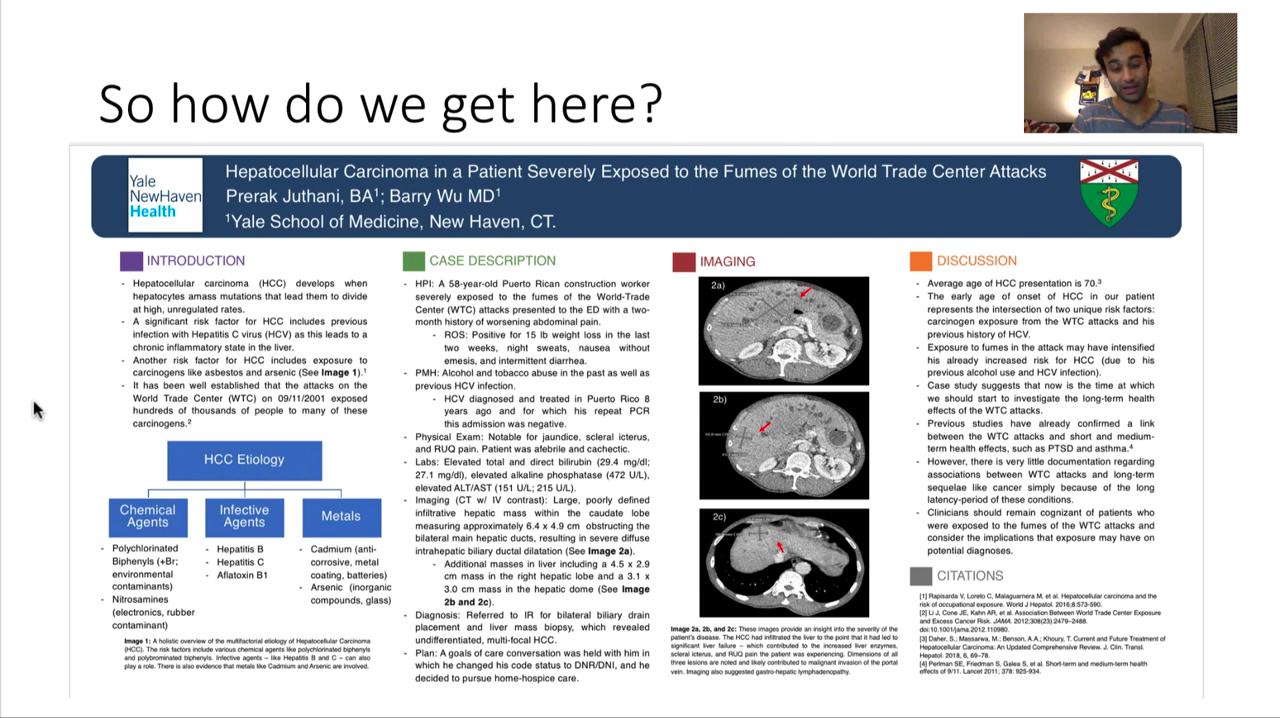 So how do we get here?
Yale
NewHaven
Health
Hepatocellular Carcinoma in a Patient Severely Exposed to the Fumes of the World Trade Center Attacks
Prerak Juthani, BA1; Barry Wu MD1
1Yale School of Medicine, New Haven, CT.
INTRODUCTION
- Hepatocellular carcinoma (HCC) develops when
hepatocytes amass mutations that lead them to divide
at high, unregulated rates.
- A significant risk factor for HCC includes previous
infection with Hepatitis C virus (HCV) as this leads to a
chronic inflammatory state in the liver.
- Another risk factor for HCC includes exposure to
carcinogens like asbestos and arsenic (See Image 1).1
- It has been well established that the attacks on the
World Trade Center (WTC) on 09/11/2001 exposed
hundreds of thousands of people to many of these
carcinogens.2
HCC Etiology
Chemical
Agents
Infective
Agents
Metals
- Polychlorinated
Biphenyls (+Br;
environmental
contaminants)
- Nitrosamines
(electronics, rubber
contaminant)
- Hepatitis B
- Hepatitis C
- Aflatoxin B1
- Cadmium (anti-
corrosive, metal
coating, batteries)
- Arsenic (inorganic
compounds, glass)
Image 1: A holistic overview of the multifactorial etiology of Hepatocellular Carcinoma
(HCC). The risk factors include various chemical agents like polychlorinated biphenyls
and polybrominated biphenyls. Infective agents – like Hepatitis B and C – can also
play a role. There is also evidence that metals like Cadmium and Arsenic are involved.
CASE DESCRIPTION
- HPI: A 58-year-old Puerto Rican construction worker
severely exposed to the fumes of the World-Trade
Center (WTC) attacks presented to the ED with a two-
month history of worsening abdominal pain.
- ROS: Positive for 15 lb weight loss in the last
two weeks, night sweats, nausea without
emesis, and intermittent diarrhea.
- PMH: Alcohol and tobacco abuse in the past as well as
previous HCV infection.
- HCV diagnosed and treated in Puerto Rico 8
years ago and for which his repeat PCR
this admission was negative.
- Physical Exam: Notable for jaundice, scleral icterus,
and RUQ pain. Patient was afebrile and cachectic.
- Labs: Elevated total and direct bilirubin (29.4 mg/dl;
27.1 mg/dl), elevated alkaline phosphatase (472 U/L),
elevated ALT/AST (151 U/L; 215 U/L).
- Imaging (CT w/ IV contrast): Large, poorly defined
infiltrative hepatic mass within the caudate lobe
measuring approximately 6.4 x 4.9 cm obstructing the
bilateral main hepatic ducts, resulting in severe diffuse
intrahepatic biliary ductal dilatation (See Image 2a).
- Additional masses in liver including a 4.5 x 2.9
cm mass in the right hepatic lobe and a 3.1 x
3.0 cm mass in the hepatic dome (See Image
2b and 2c).
- Diagnosis: Referred to IR for bilateral biliary drain
placement and liver mass biopsy, which revealed
undifferentiated, multi-focal HCC.
- Plan: A goals of care conversation was held with him in
which he changed his code status to DNR/DNI, and he
decided to pursue home-hospice care.
IMAGING
2a)
2b)
2c)
Image 2a, 2b, and 2c: These images provide an insight into the severity of the
patient's disease. The HCC had infiltrated the liver to the point that it had led to
significant liver failure – which contributed to the increased liver enzymes,
scleral icterus, and RUQ pain the patient was experiencing. Dimensions of all
three lesions are noted and likely contributed to malignant invasion of the portal
vein. Imaging also suggested gastro-hepatic lymphadenopathy.
DISCUSSION
- Average age of HCC presentation is 70.3
- The early age of onset of HCC in our patient
represents the intersection of two unique risk factors:
carcinogen exposure from the WTC attacks and his
previous history of HCV.
- Exposure to fumes in the attack may have intensified
his already increased risk for HCC (due to his
previous alcohol use and HCV infection).
- Case study suggests that now is the time at which
we should start to investigate the long-term health
effects of the WTC attacks.
- Previous studies have already confirmed a link
between the WTC attacks and short and medium-
term health effects, such as PTSD and asthma.4
- However, there is very little documentation regarding
associations between WTC attacks and long-term
sequelae like cancer simply because of the long
latency-period of these conditions.
- Clinicians should remain cognizant of patients who
were exposed to the fumes of the WTC attacks and
consider the implications that exposure may have on
potential diagnoses.
CITATIONS
[1] Rapisarda V, Loreto C, Malaguarnera M, et al. Hepatocellular carcinoma and the
risk of occupational exposure. World J Hepatol. 2016;8:573-590.
[2] Li J, Cone JE, Kahn AR, et al. Association Between World Trade Center Exposure
and Excess Cancer Risk. JAMA. 2012;308(23):2479–2488.
doi:10.1001/jama.2012.110980.
[3] Daher, S.; Massarwa, M.; Benson, A.A.; Khoury, T. Current and Future Treatment of
Hepatocellular Carcinoma: An Updated Comprehensive Review. J. Clin. Transl.
Hepatol. 2018, 6, 69–78.
[4] Perlman SE, Friedman S, Galea S, et al. Short-term and medium-term health
effects of 9/11. Lancet 2011; 378: 925-934.